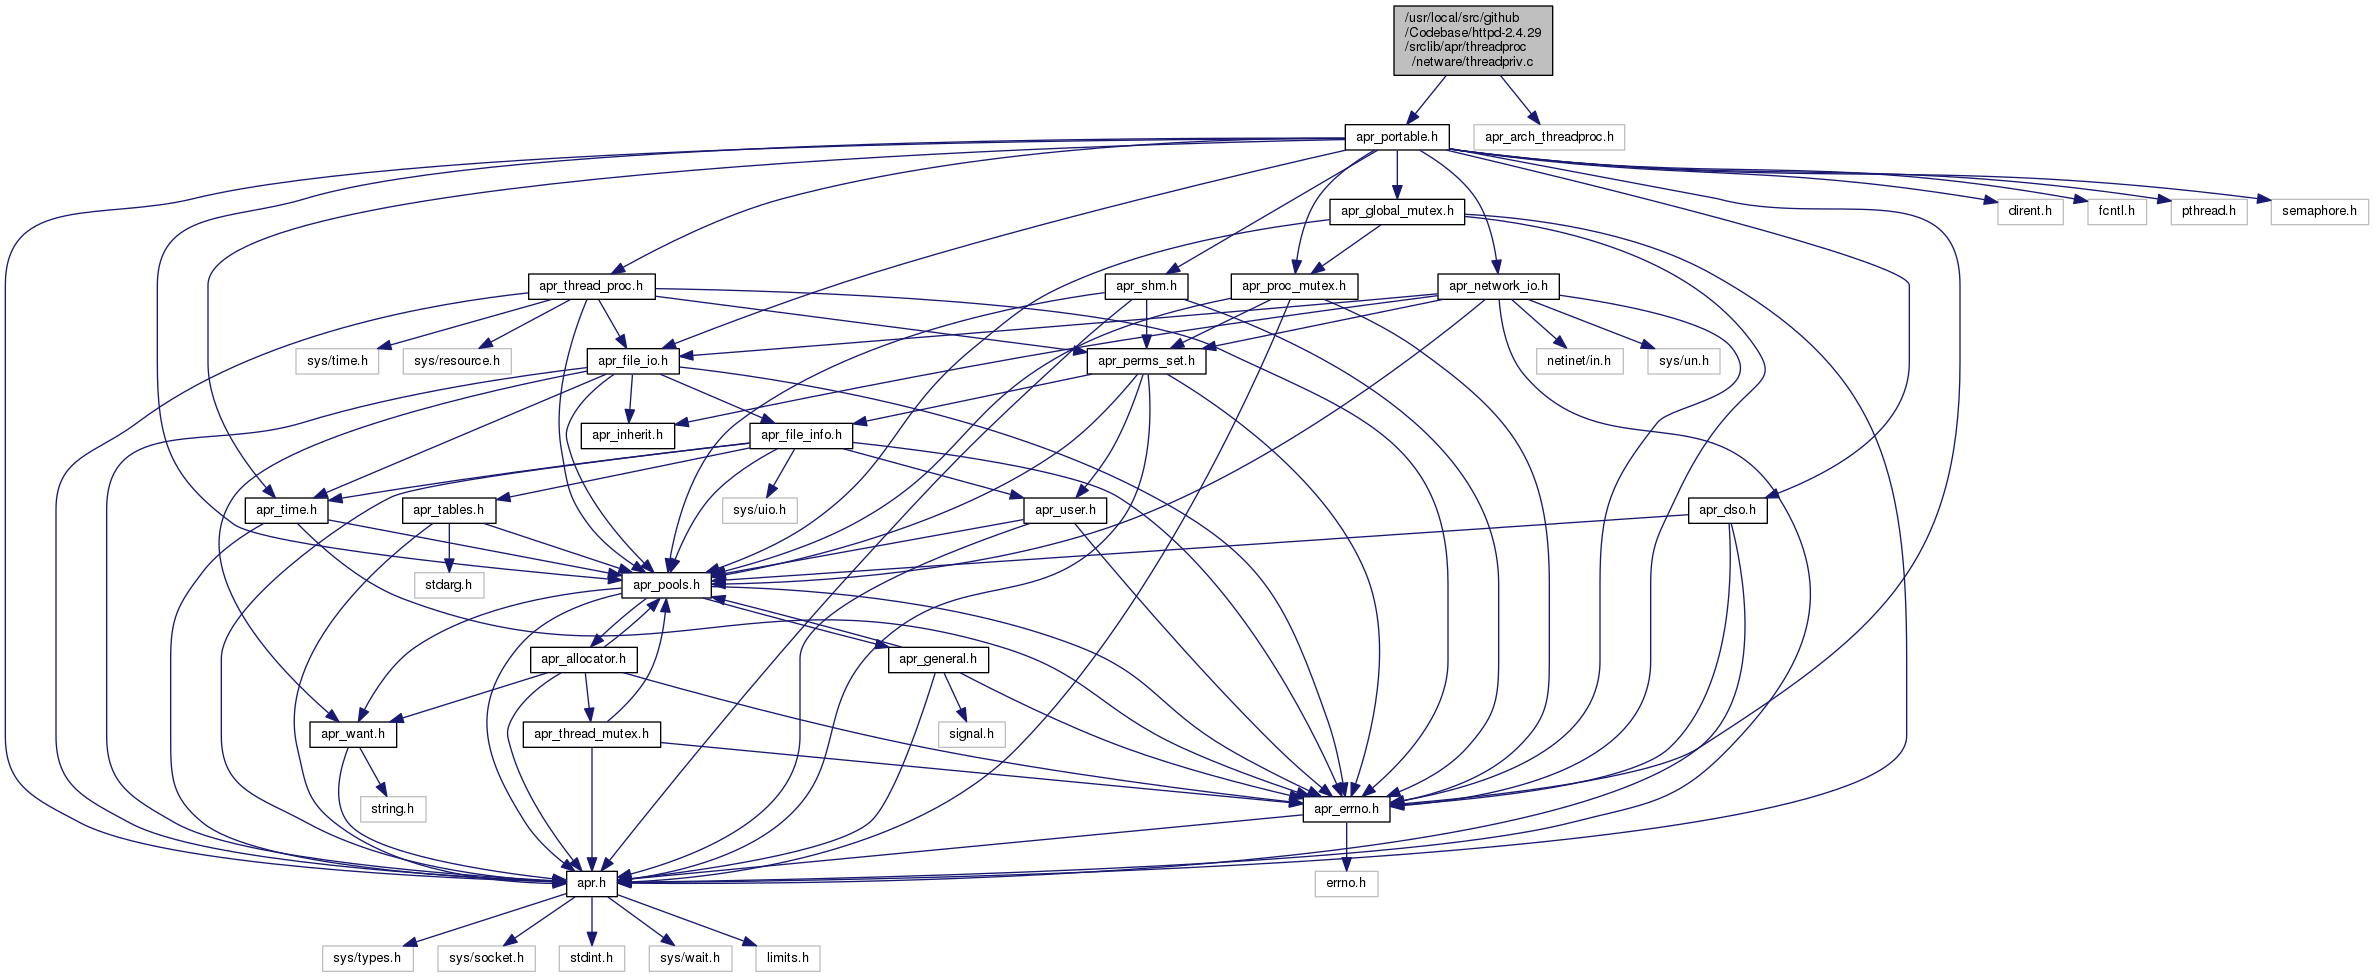 /usr/local/src/github
/Codebase/httpd-2.4.29
/srclib/apr/threadproc
/netware/threadpriv.c
apr_portable.h
apr_arch_threadproc.h
apr_global_mutex.h
dirent.h
fcntl.h
pthread.h
semaphore.h
apr_thread_proc.h
apr_shm.h
apr_proc_mutex.h
apr_network_io.h
sys/time.h
sys/resource.h
apr_file_io.h
apr_perms_set.h
netinet/in.h
sys/un.h
apr_inherit.h
apr_file_info.h
apr_time.h
apr_tables.h
sys/uio.h
apr_user.h
apr_dso.h
stdarg.h
apr_pools.h
apr_allocator.h
apr_general.h
apr_want.h
apr_thread_mutex.h
signal.h
string.h
apr_errno.h
apr.h
errno.h
sys/types.h
sys/socket.h
stdint.h
sys/wait.h
limits.h